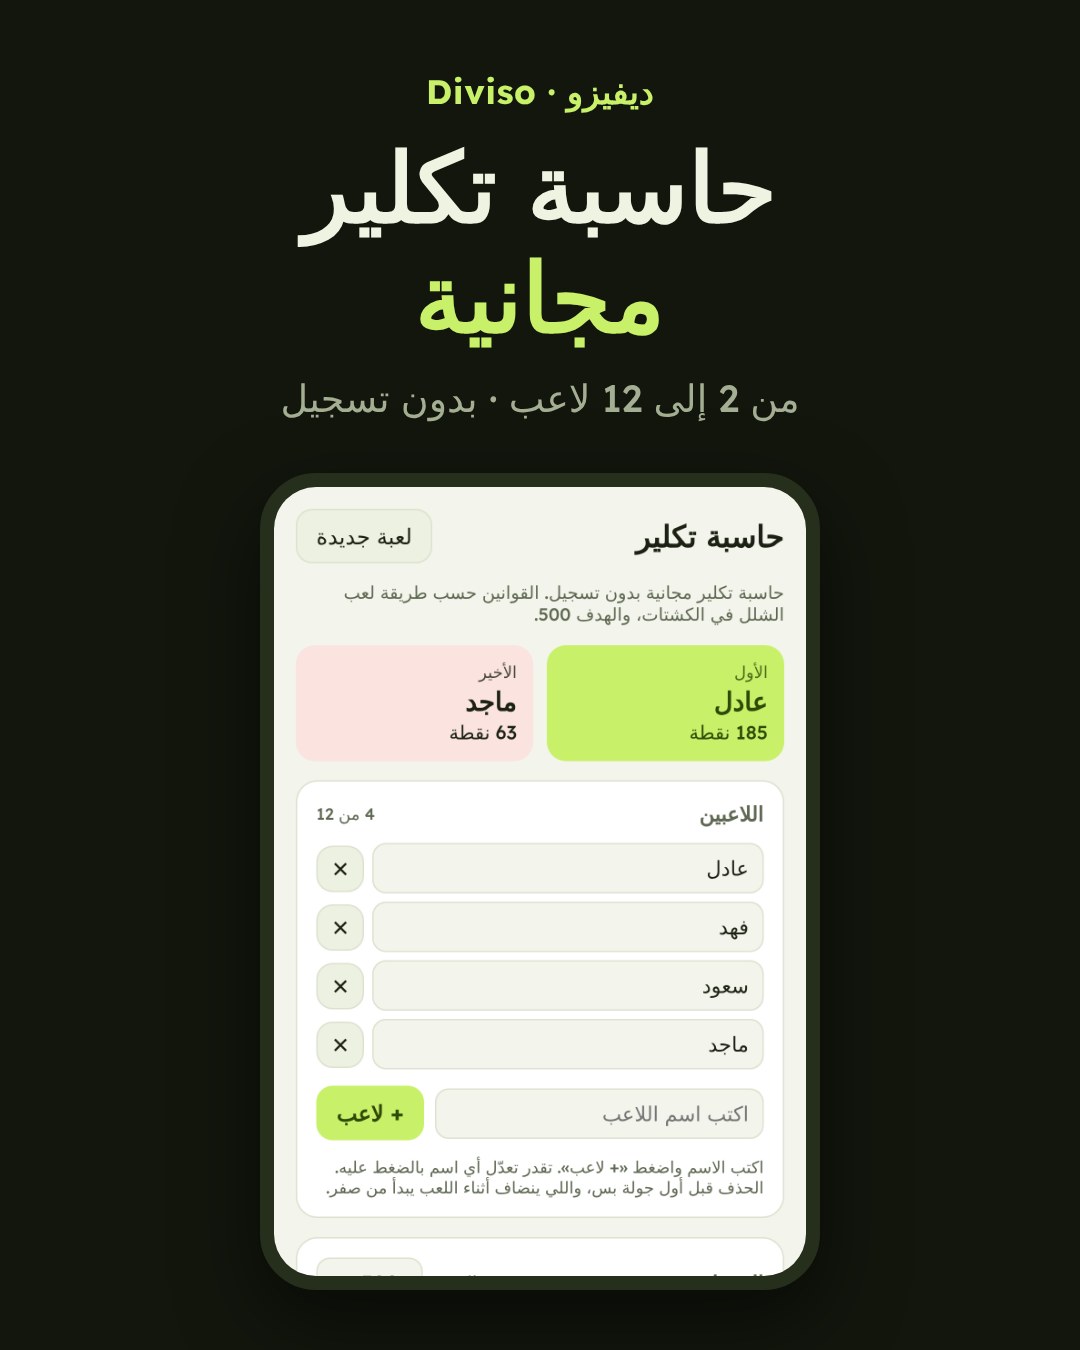 ديفيزو · Diviso
حاسبة تكلير
مجانية
من 2 إلى 12 لاعب · بدون تسجيل
حاسبة تكلير
لعبة جديدة
حاسبة تكلير مجانية بدون تسجيل. القوانين حسب طريقة لعب
الشلل في الكشتات، والهدف 500.
الأول
عادل
185 نقطة
الأخير
ماجد
63 نقطة
اللاعبين
4 من 12
عادل
✕
فهد
✕
سعود
✕
ماجد
✕
اكتب اسم اللاعب
+ لاعب
اكتب الاسم واضغط «+ لاعب». تقدر تعدّل أي اسم بالضغط عليه.
الحذف قبل أول جولة بس، واللي ينضاف أثناء اللعب يبدأ من صفر.